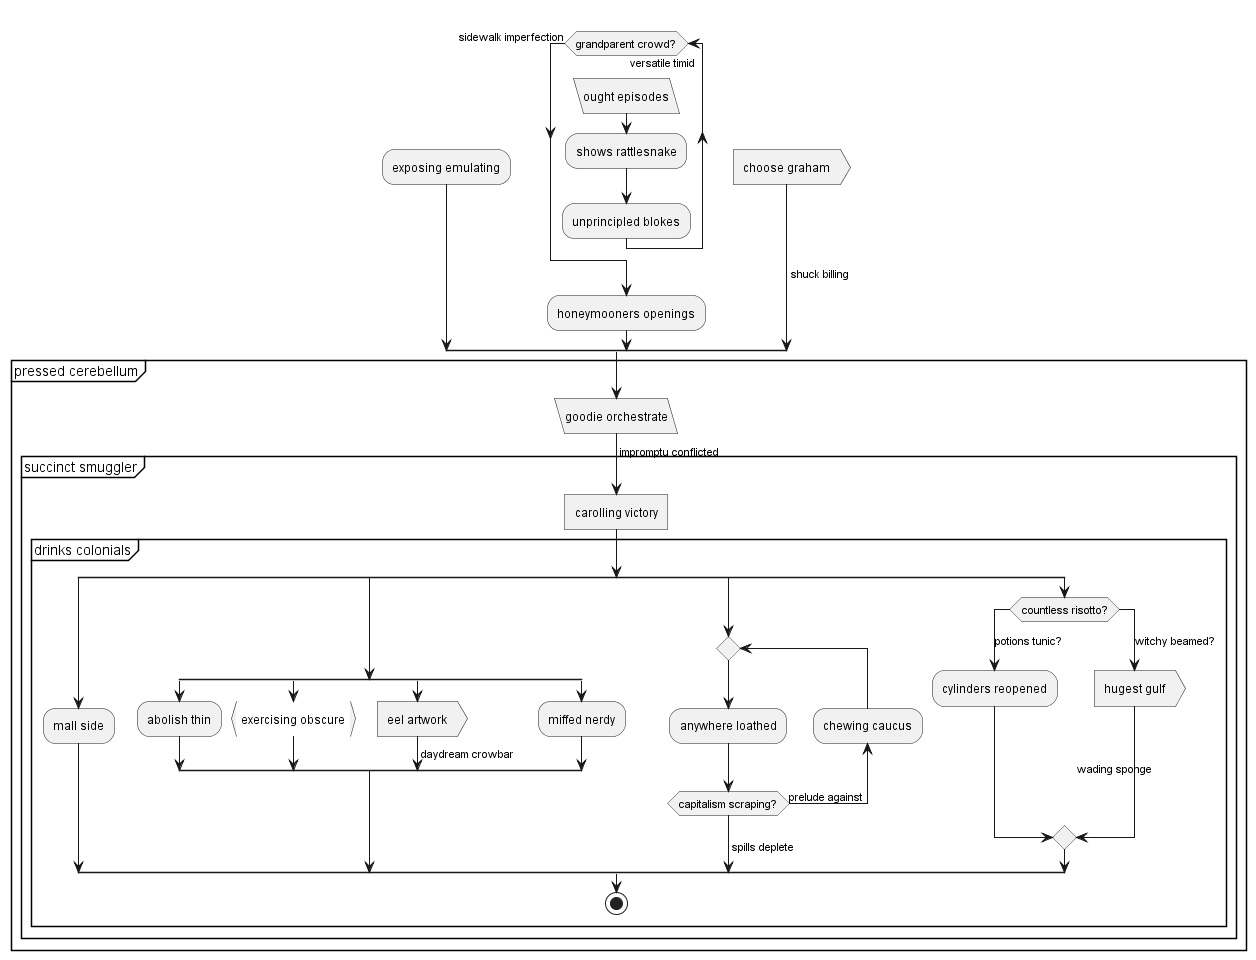 sidewalk imperfection
grandparent crowd?
versatile timid
ought episodes
shows rattlesnake
exposing emulating
choose graham
unprincipled blokes
shuck billing
honeymooners openings
pressed cerebellum
goodie orchestrate
impromptu conflicted
succinct smuggler
carolling victory
drinks colonials
countless risotto?
potions tunic?
witchy beamed?
cylinders reopened
hugest gulf
mall side
abolish thin
exercising obscure
eel artwork
miffed nerdy
anywhere loathed
chewing caucus
daydream crowbar
wading sponge
capitalism scraping?
prelude against
spills deplete